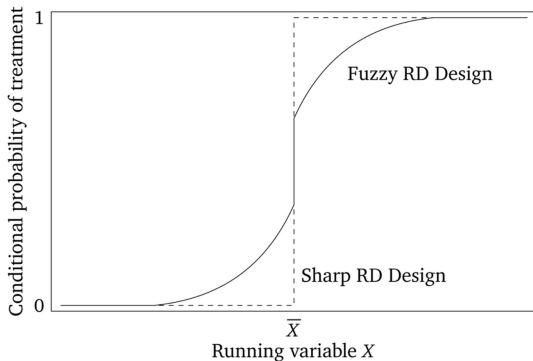 Conditional probability of treatment
1
Fuzzy RD Design
Sharp RD Design
0
X̅
Running variable X